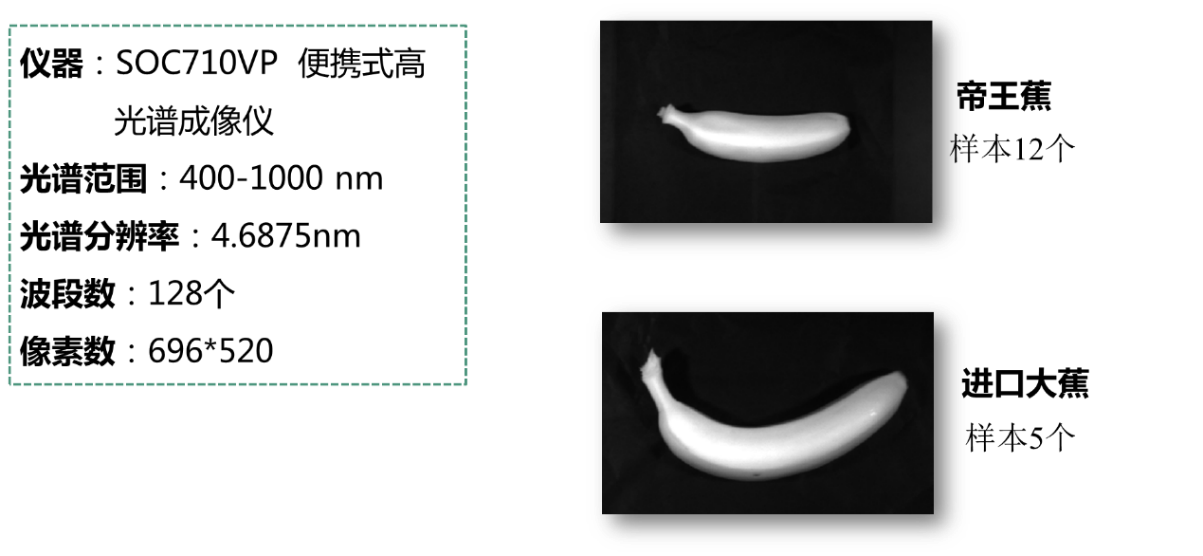 仪器：SOC710VP 便携式高
光谱成像仪
光谱范围：400-1000 nm
光谱分辨率：4.6875nm
波段数：128个
像素数：696*520
帝王蕉
样本12个
进口大蕉
样本5个